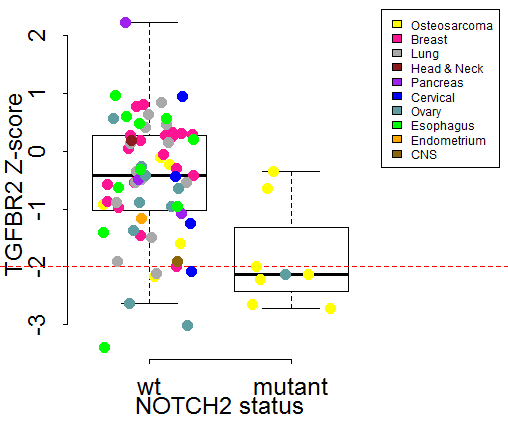 TGFBR2 Z-score
2
1
0
-1
-2
-3
wt mutant
NOTCH2 status
Osteosarcoma
Breast
Lung
Head & Neck
Pancreas
Cervical
Ovary
Esophagus
Endometrium
CNS